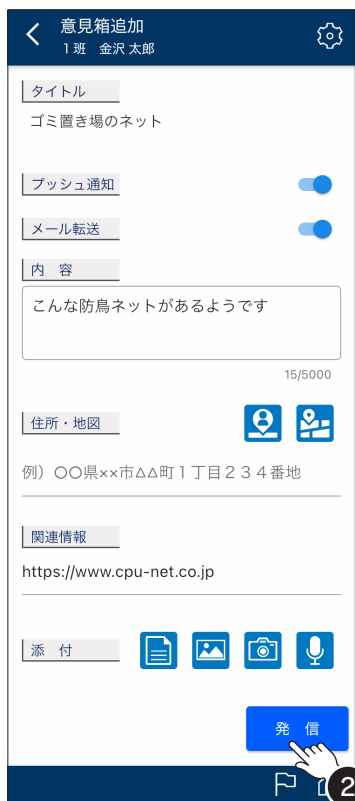 意見箱追加
1班　金沢 太郎
タイトル
ゴミ置き場のネット
プッシュ通知
メール転送
内　容
こんな防鳥ネットがあるようです
15/5000
住所・地図
例）〇〇県××市△△町１丁目２３４番地
関連情報
https://www.cpu-net.co.jp
添　付
発　信
2